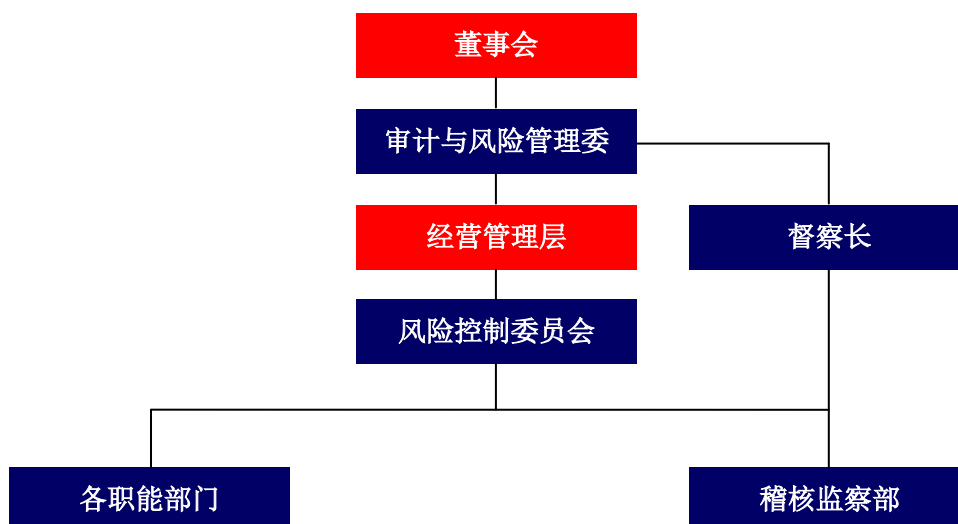 董事会
审计与风险管理委
经营管理层
督察长
风险控制委员会
各职能部门
稽核监察部